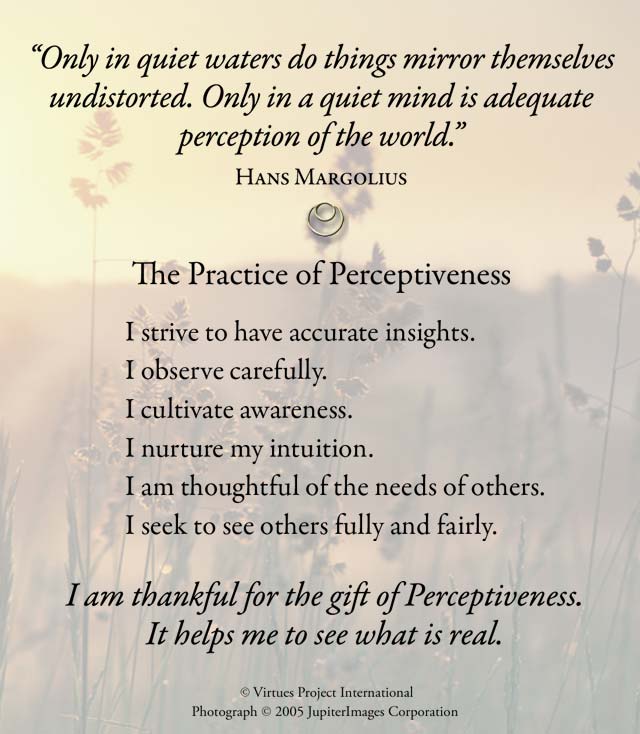 “Only in quiet waters do things mirror themselves
undistorted. Only in a quiet mind is adequate
perception of the world.”
Hans Margolius
The Practice of Perceptiveness
I strive to have accurate insights.
I observe carefully.
I cultivate awareness.
I nurture my intuition.
I am thoughtful of the needs of others.
I seek to see others fully and fairly.
I am thankful for the gift of Perceptiveness.
It helps me to see what is real.
© Virtues Project International
Photograph © 2005 JupiterImages Corporation